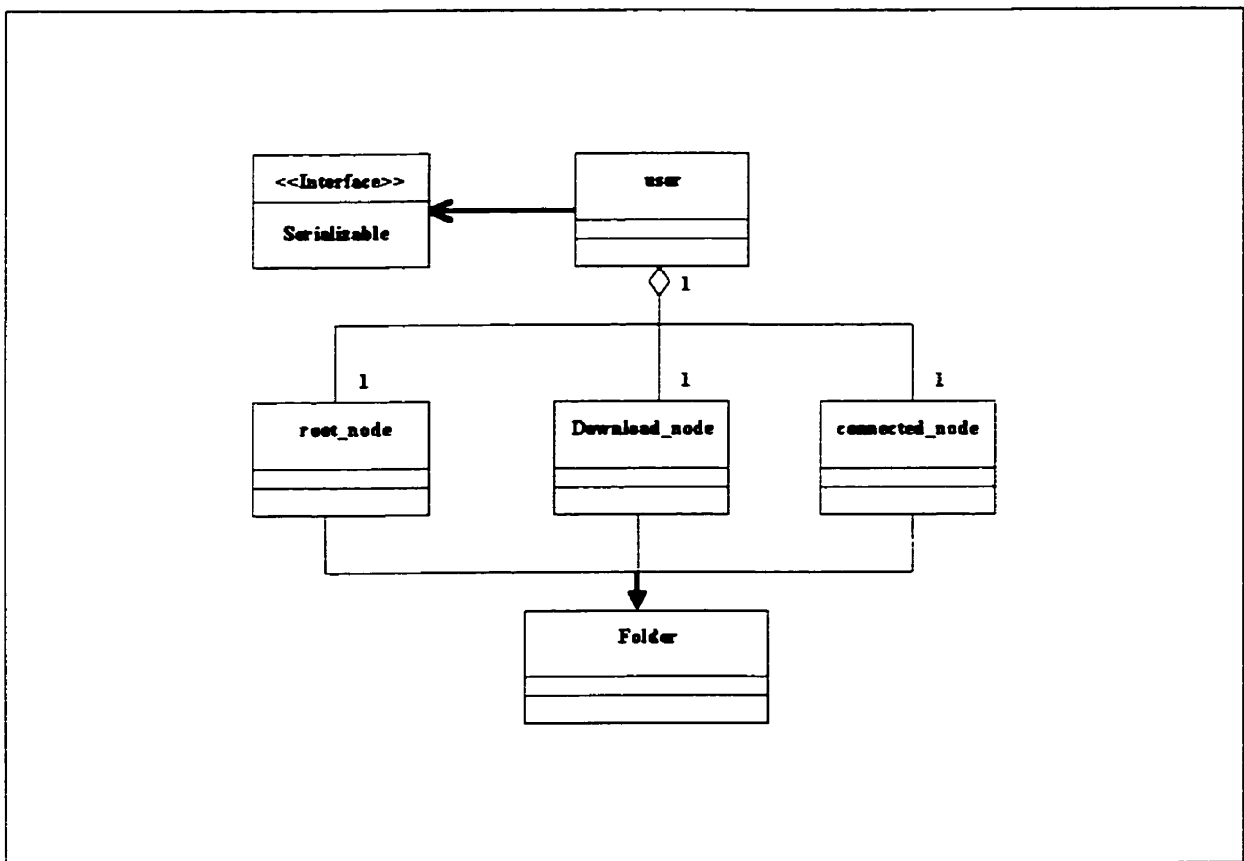 <<Interface>>
Serializable
user
1
1
1
1
root_node
Download_node
connected_node
Folder